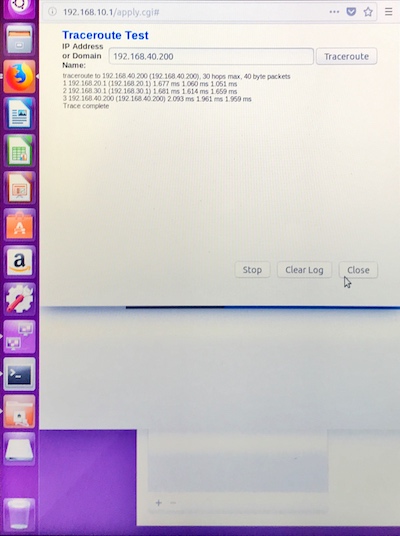 192.168.10.1/apply.cgi#
Traceroute Test
IP Address
or Domain
Name:
192.168.40.200
Traceroute
traceroute to 192.168.40.200 (192.168.40.200), 30 hops max, 40 byte packets
1 192.168.20.1 (192.168.20.1) 1.677 ms 1.060 ms 1.051 ms
2 192.168.30.1 (192.168.30.1) 1.681 ms 1.614 ms 1.659 ms
3 192.168.40.200 (192.168.40.200) 2.093 ms 1.961 ms 1.959 ms
Trace complete
Stop
Clear Log
Close